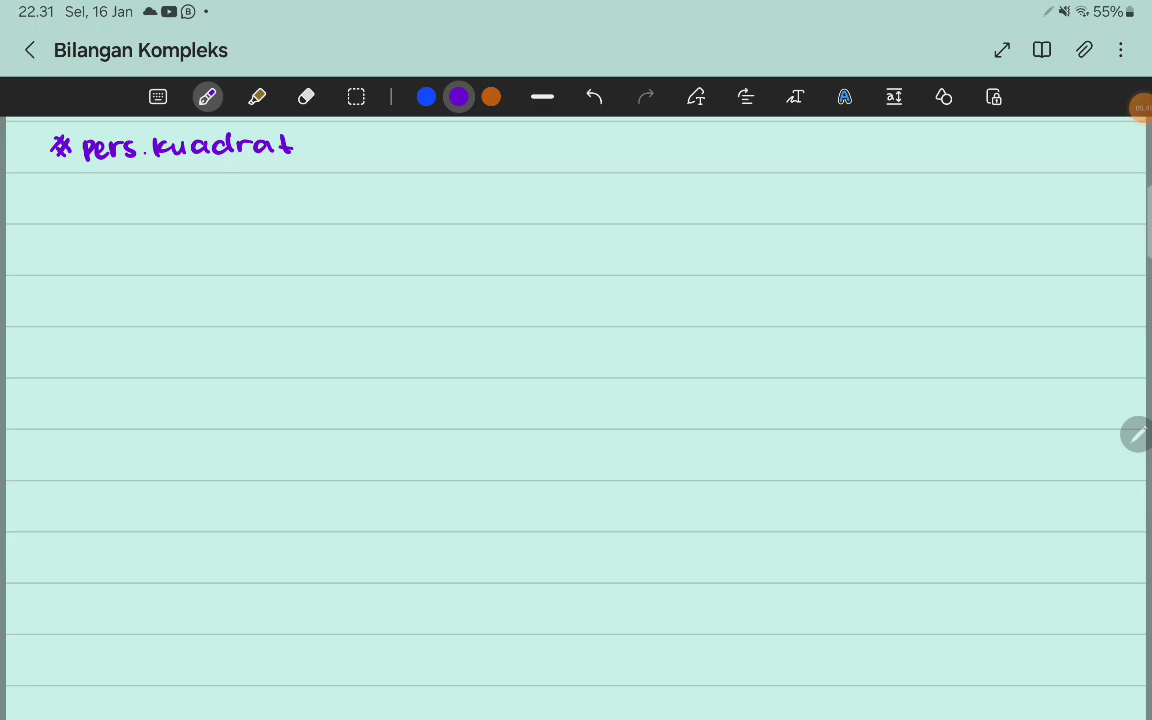 22.31 Sel, 16 Jan 55%
Bilangan Kompleks
* pers. kuadrat